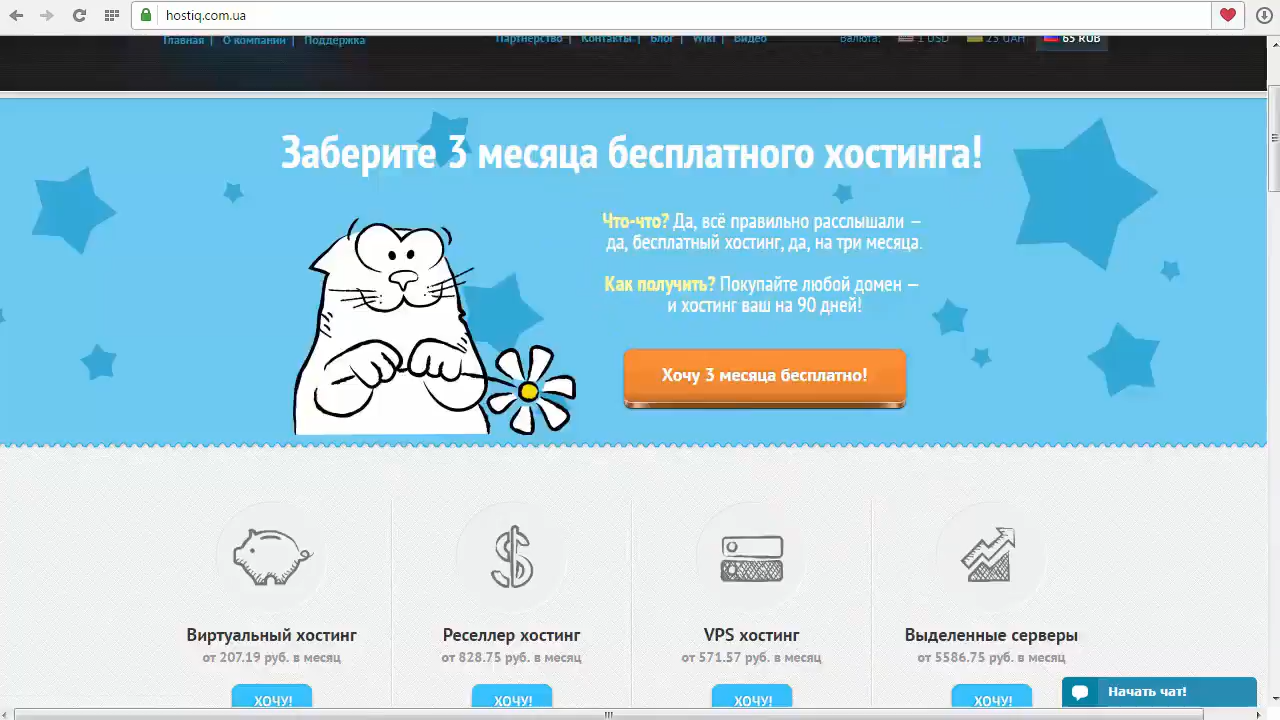 hostiq.com.ua
Главная | О компании | Поддержка
Партнерство | Контакты | Блог | Wiki | Видео
Валюта: 1 USD 25 UAH 65 RUB
Заберите 3 месяца бесплатного хостинга!
Что-что? Да, всё правильно расслышали —
да, бесплатный хостинг, да, на три месяца.
Как получить? Покупайте любой домен —
и хостинг ваш на 90 дней!
Хочу 3 месяца бесплатно!
Виртуальный хостинг
от 207.19 руб. в месяц
ХОЧУ!
Реселлер хостинг
от 828.75 руб. в месяц
ХОЧУ!
VPS хостинг
от 571.57 руб. в месяц
ХОЧУ!
Выделенные серверы
от 5586.75 руб. в месяц
ХОЧУ!
Начать чат!